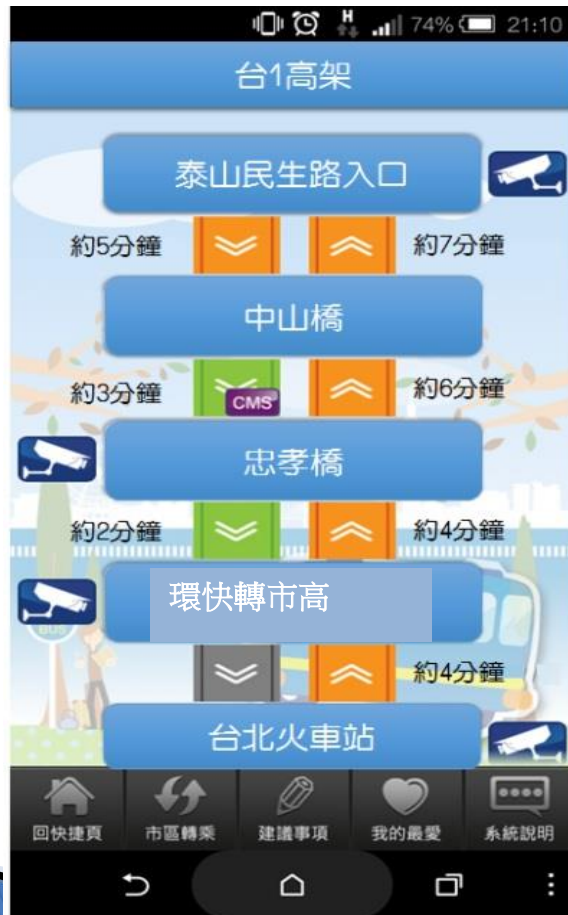 H 74% 21:10
台1高架
泰山民生路入口
約5分鐘 約7分鐘
中山橋
約3分鐘 CMS 約6分鐘
忠孝橋
約2分鐘 約4分鐘
環快轉市高
BUS
約4分鐘
台北火車站
回快捷頁 市區轉乘 建議事項 我的最愛 系統說明